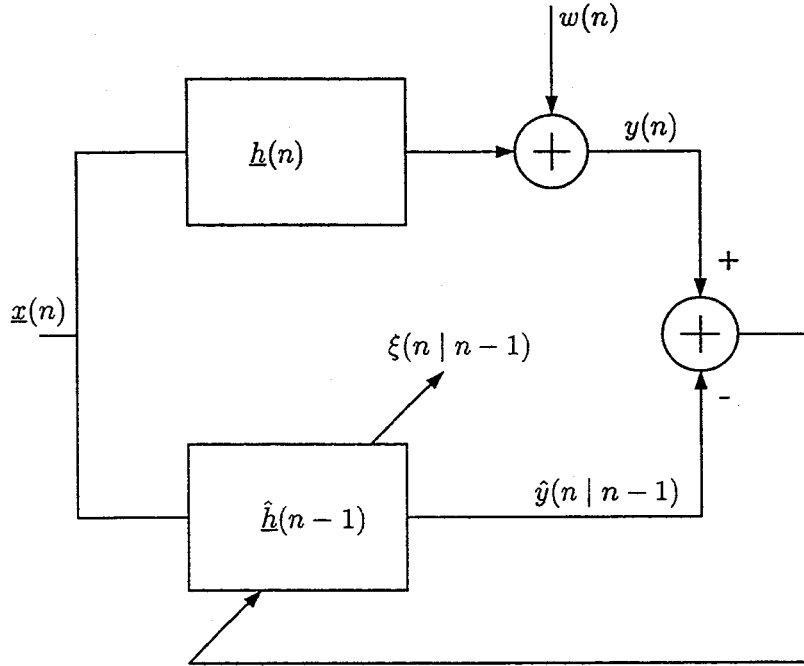 w(n)
h(n)
y(n)
+
+
x(n)
+
ξ(n | n − 1)
-
ĥ(n − 1)
ŷ(n | n − 1)